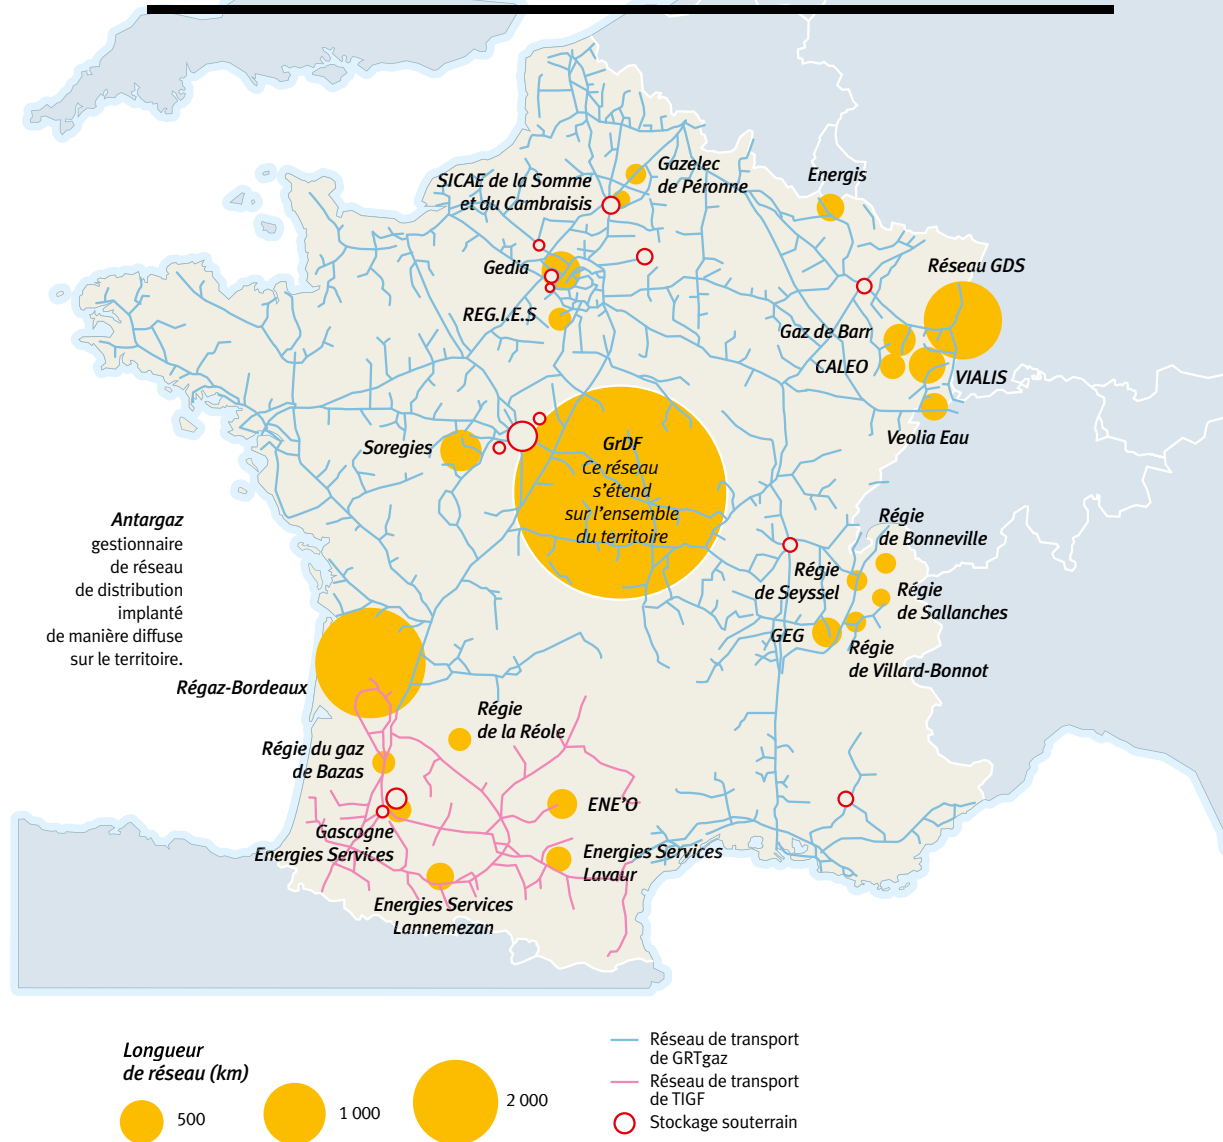 Gazelec
de Péronne
SICAE de la Somme
et du Cambraisis
Energis
Gedia
Réseau GDS
REG.I.E.S
Gaz de Barr
CALEO
VIALIS
Veolia Eau
Soregies
GrDF
Ce réseau
s’étend
sur l’ensemble
du territoire
Antargaz
gestionnaire
de réseau
de distribution
implanté
de manière diffuse
sur le territoire.
Régie
de Bonneville
Régie
de Seyssel
Régie
de Sallanches
GEG
Régie
de Villard-Bonnot
Régaz-Bordeaux
Régie
de la Réole
Régie du gaz
de Bazas
ENE’O
Gascogne
Energies Services
Energies Services
Lavaur
Energies Services
Lannemezan
Longueur
de réseau (km)
500
1 000
2 000
Réseau de transport
de GRTgaz
Réseau de transport
de TIGF
Stockage souterrain